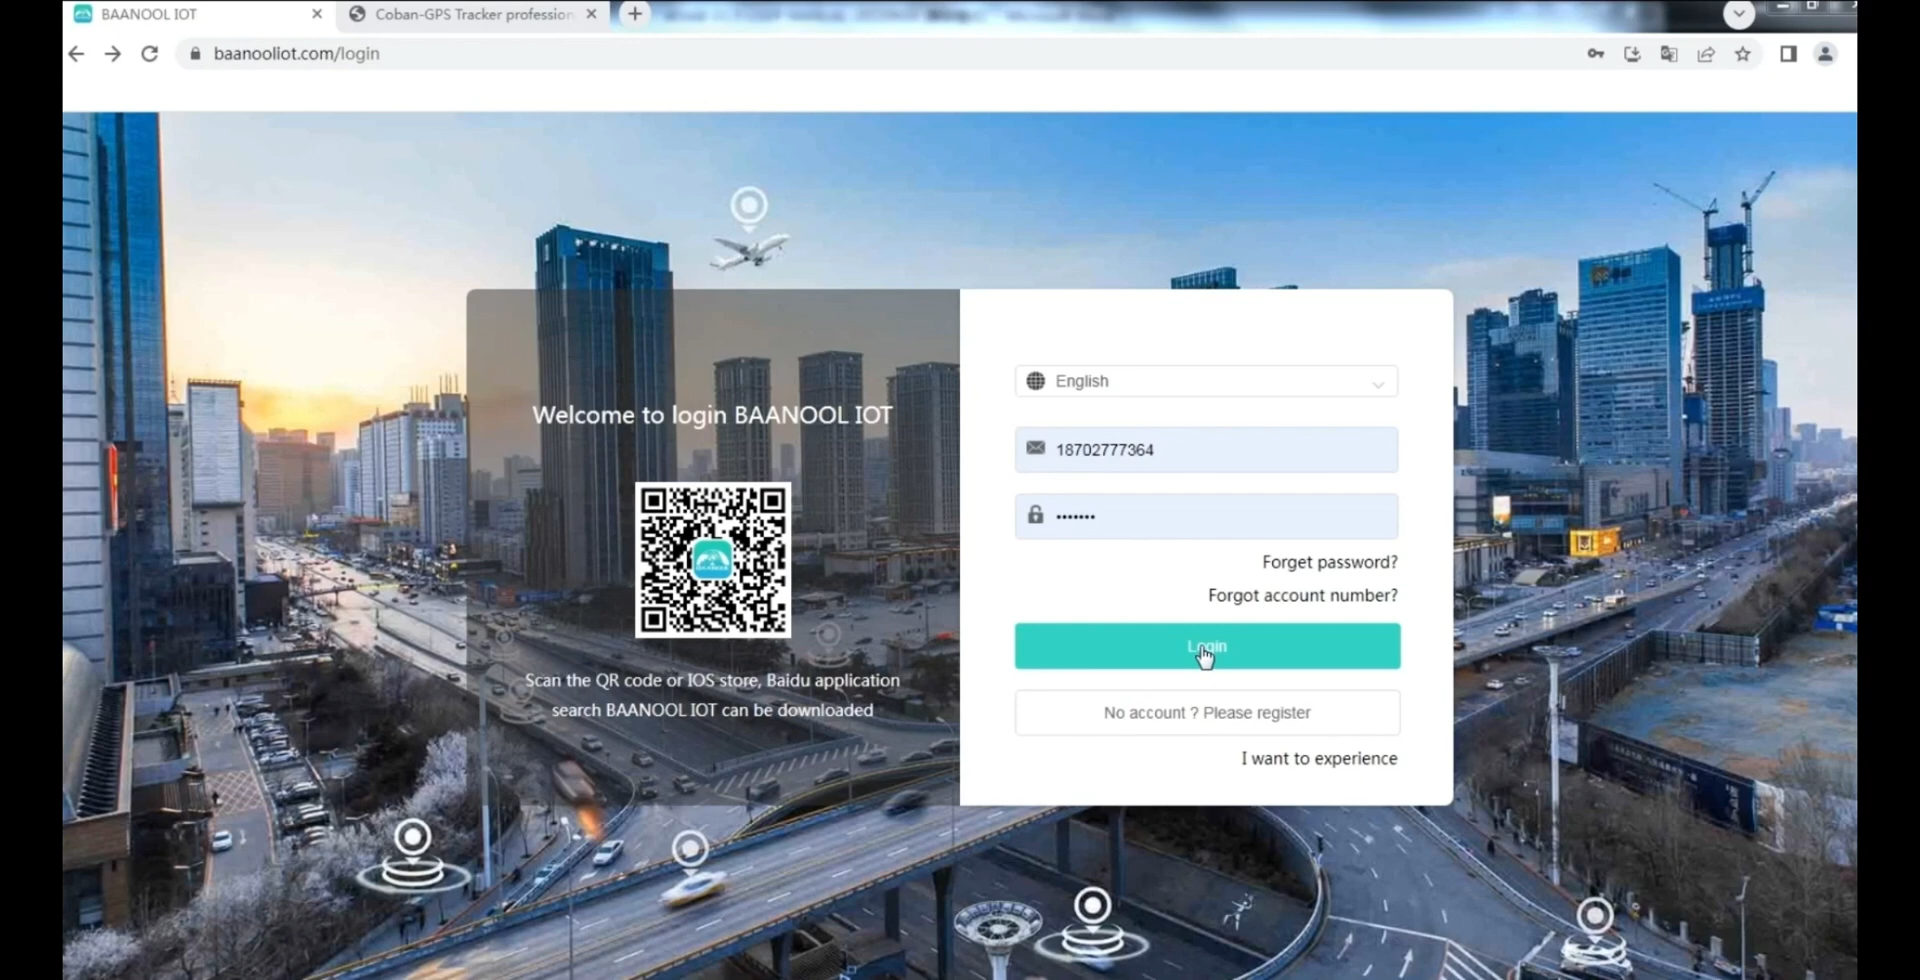 BAANOOL IOT
Coban-GPS Tracker profession
baanooliot.com/login
Welcome to login BAANOOL IOT
Scan the QR code or IOS store, Baidu application
search BAANOOL IOT can be downloaded
English
18702777364
•••••••
Forget password?
Forgot account number?
Login
No account ? Please register
I want to experience